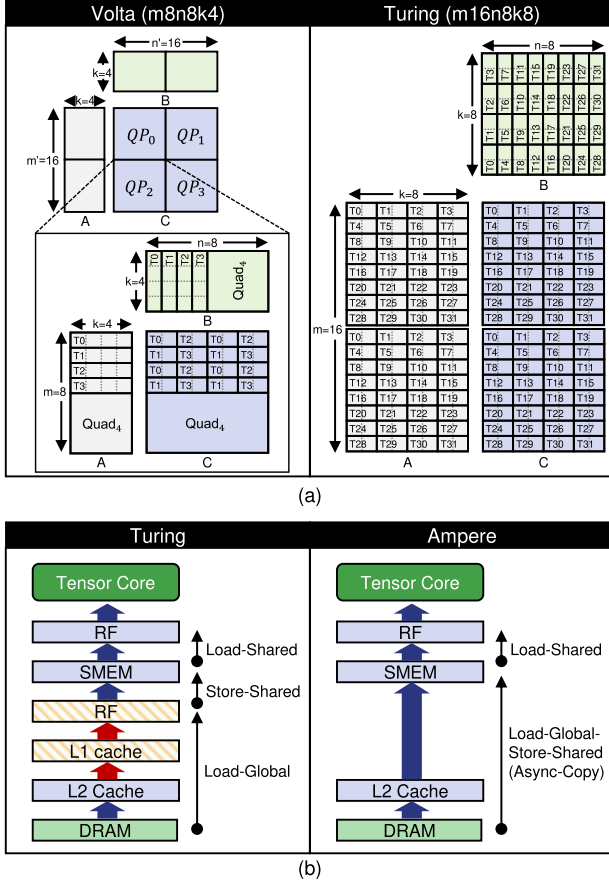 Volta (m8n8k4)
Turing (m16n8k8)
n'=16
k=4
B
k=4
m'=16
QP0 QP1
QP2 QP3
A
C
n=8
k=4
T0 T1 T2 T3 Quad4
B
k=4
m=8
T0
T1
T2
T3
Quad4
A
T0 T2 T0 T2
T1 T3 T1 T3
T0 T2 T0 T2
T1 T3 T1 T3
Quad4
C
n=8
k=8
T3 T7 T11 T15 T19 T23 T27 T31
T2 T6 T10 T14 T18 T22 T26 T30
T1 T5 T9 T13 T17 T21 T25 T29
T0 T4 T8 T12 T16 T20 T24 T28
B
k=8
m=16
T0 T1 T2 T3
T4 T5 T6 T7
T8 T9 T10 T11
T12 T13 T14 T15
T16 T17 T18 T19
T20 T21 T22 T23
T24 T25 T26 T27
T28 T29 T30 T31
T0 T1 T2 T3
T4 T5 T6 T7
T8 T9 T10 T11
T12 T13 T14 T15
T16 T17 T18 T19
T20 T21 T22 T23
T24 T25 T26 T27
T28 T29 T30 T31
A
T0 T1 T2 T3
T4 T5 T6 T7
T8 T9 T10 T11
T12 T13 T14 T15
T16 T17 T18 T19
T20 T21 T22 T23
T24 T25 T26 T27
T28 T29 T30 T31
T0 T1 T2 T3
T4 T5 T6 T7
T8 T9 T10 T11
T12 T13 T14 T15
T16 T17 T18 T19
T20 T21 T22 T23
T24 T25 T26 T27
T28 T29 T30 T31
C
(a)
Turing
Tensor Core
RF
Load-Shared
SMEM
Store-Shared
RF
L1 cache
Load-Global
L2 Cache
DRAM
Ampere
Tensor Core
RF
Load-Shared
SMEM
Load-Global-
Store-Shared
(Async-Copy)
L2 Cache
DRAM
(b)